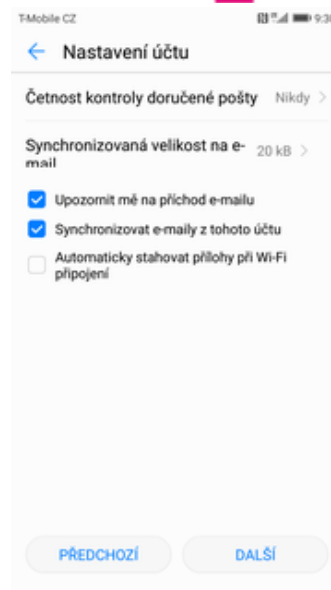 T-Mobile CZ 9:30
Nastavení účtu
Četnost kontroly doručené pošty Nikdy
Synchronizovaná velikost na e- 20 kB
mail
Upozornit mě na příchod e-mailu
Synchronizovat e-maily z tohoto účtu
Automaticky stahovat přílohy při Wi-Fi
připojení
PŘEDCHOZÍ DALŠÍ